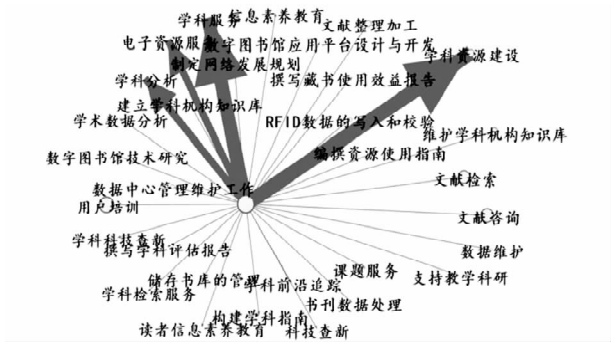 信息素养教育
学科服务
文献整理加工
电子资源服
数字图书馆应用平台设计与开发
学科资源建设
制定网络发展规划
学科分析
撰写藏书使用效益报告
建立学科机构知识库
学术数据分析
RFID数据的写入和校验
维护学科机构知识库
数字图书馆技术研究
编撰资源使用指南
文献检索
数据中心管理维护工作
用户培训
文献咨询
学科科技查新
撰写学科评估报告
数据维护
储存书库的管理
学科前沿追踪
课题服务
支持教学科研
学科检索服务
书刊数据处理
构建学科指南
读者信息素养教育
科技查新